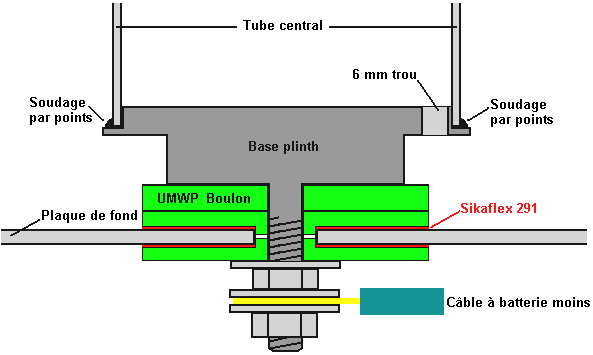 Tube central
6 mm trou
Soudage
par points
Soudage
par points
Base plinth
UMWP Boulon
Sikaflex 291
Plaque de fond
Câble à batterie moins